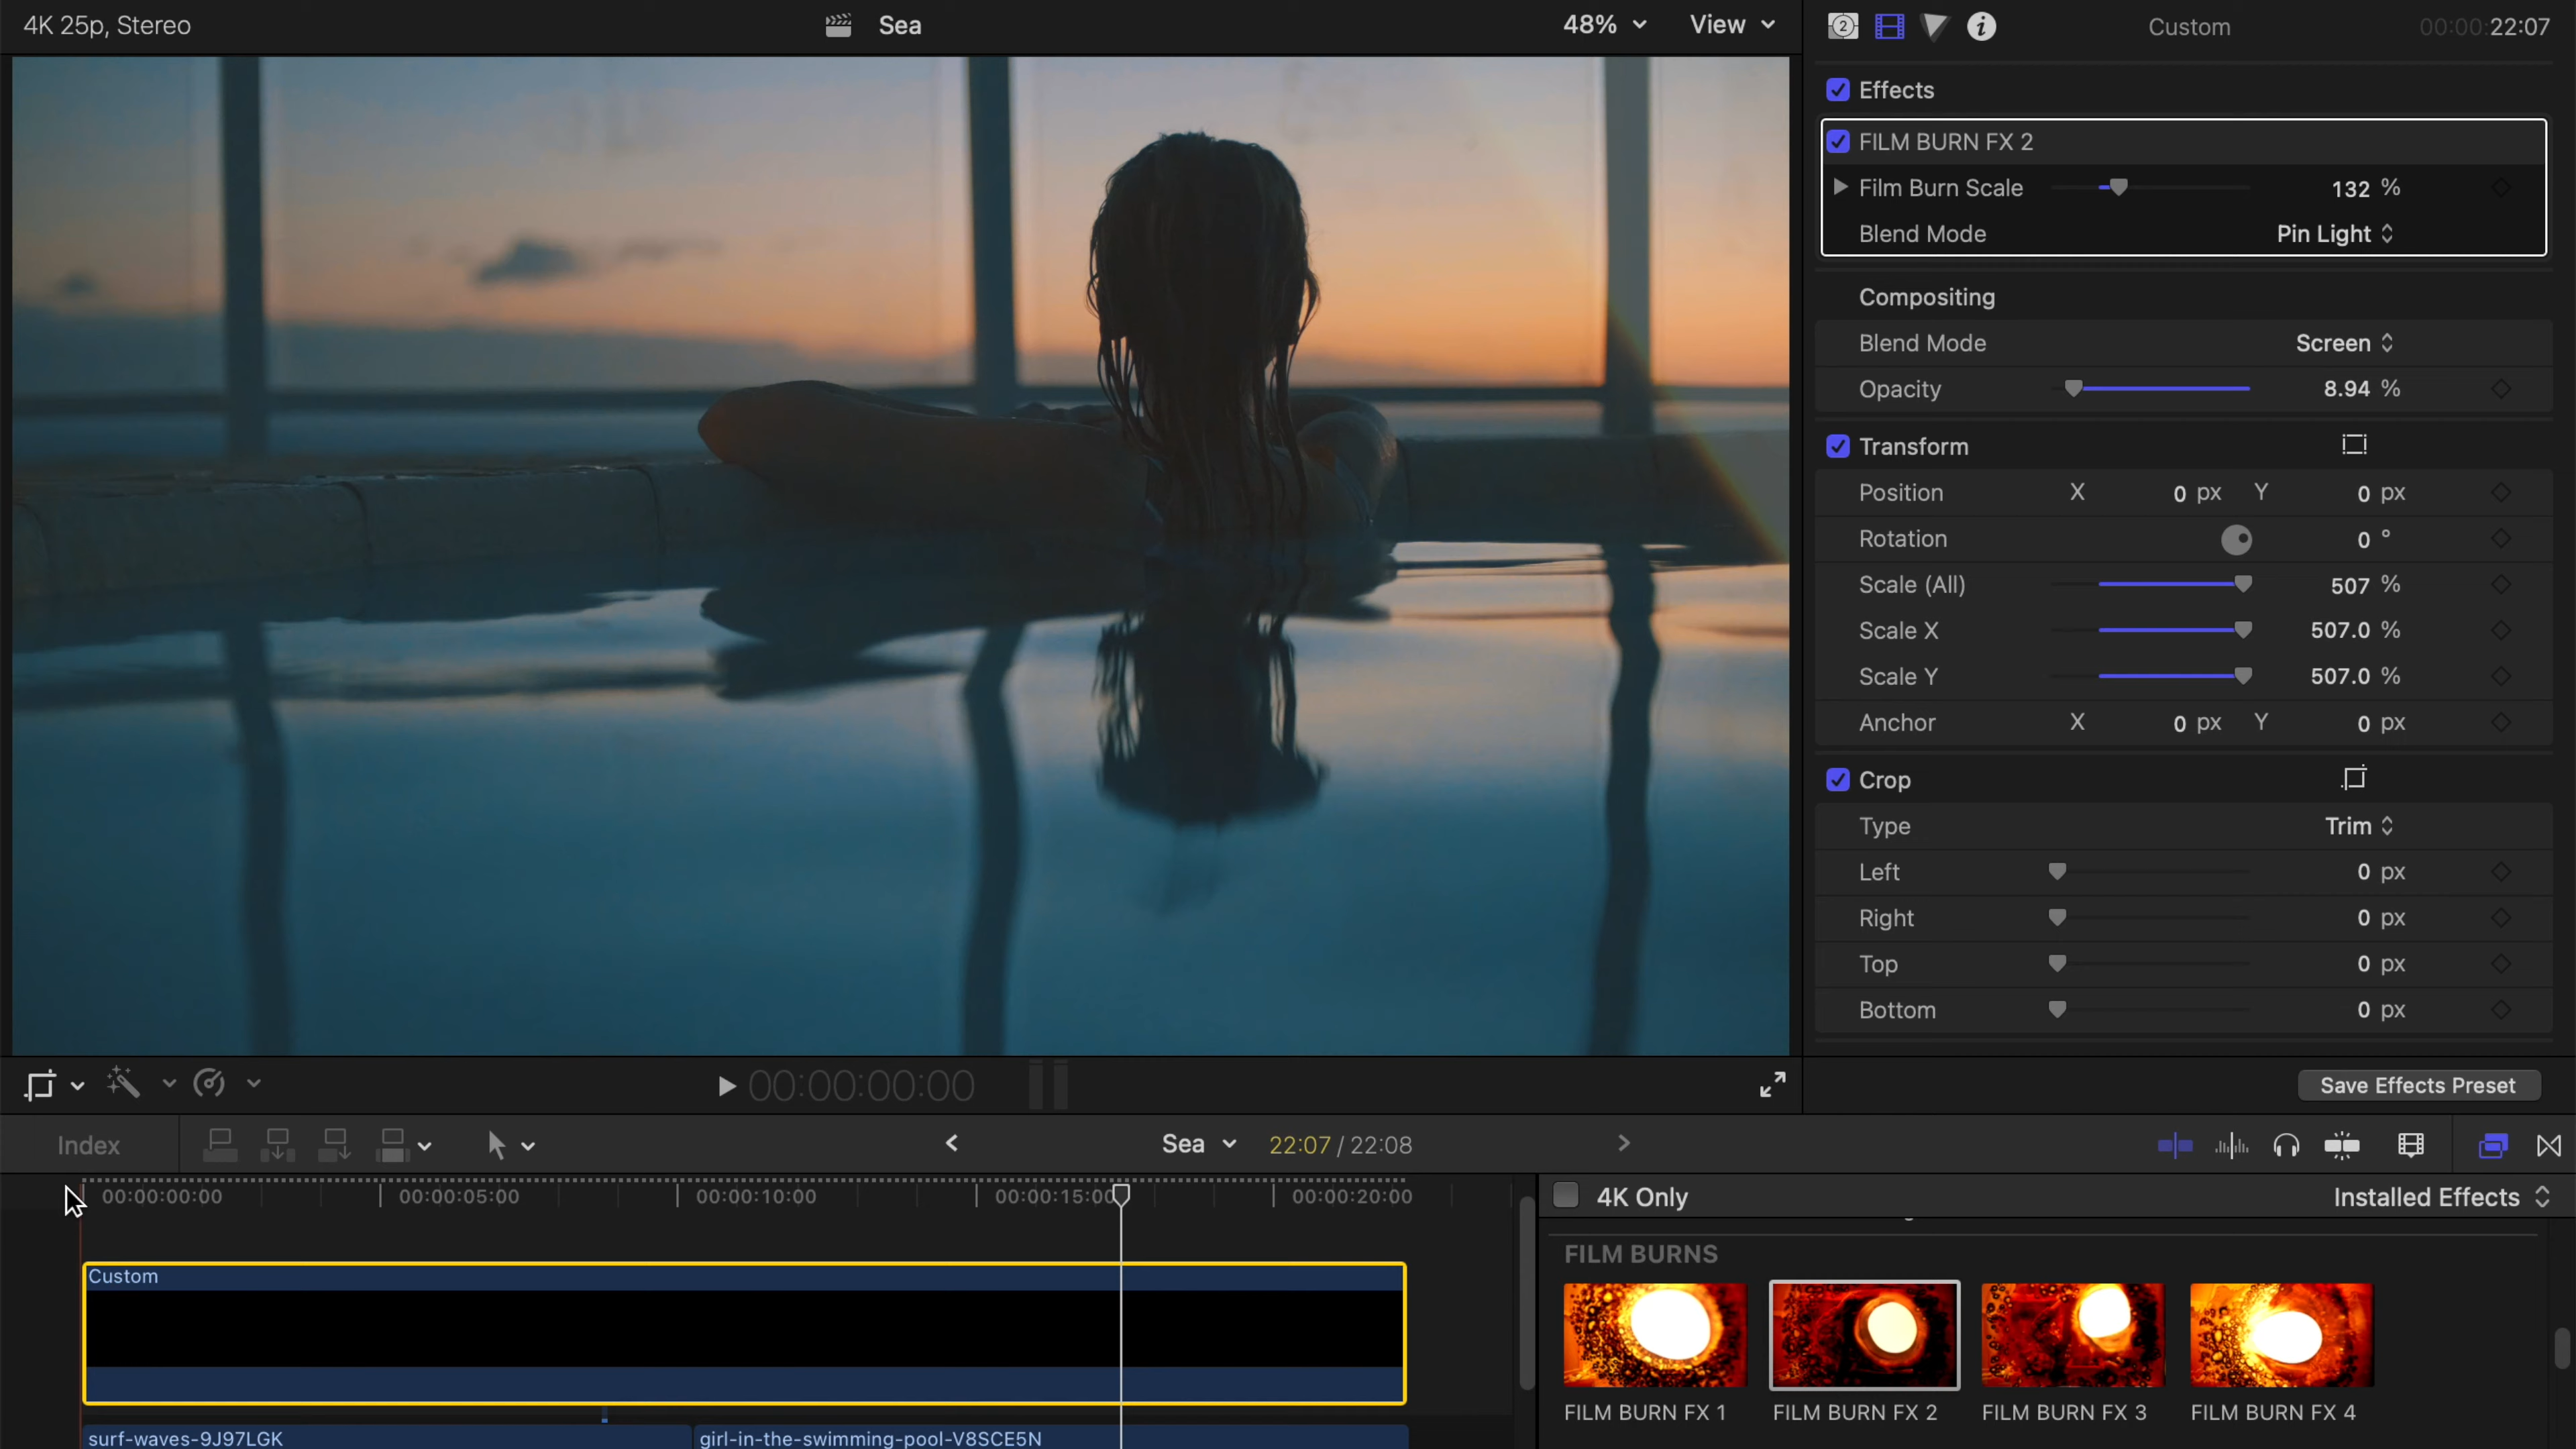 4K 25p, Stereo
Sea
48%
View
2
i
Custom
00:00:22:07
Effects
FILM BURN FX 2
Film Burn Scale 132 %
Blend Mode Pin Light
Compositing
Blend Mode Screen
Opacity 8.94 %
Transform
Position X 0 px Y 0 px
Rotation 0 °
Scale (All) 507 %
Scale X 507.0 %
Scale Y 507.0 %
Anchor X 0 px Y 0 px
Crop
Type Trim
Left 0 px
Right 0 px
Top 0 px
Bottom 0 px
00:00:00:00
Save Effects Preset
Index
Sea
22:07 / 22:08
00:00:00:00 00:00:05:00 00:00:10:00 00:00:15:00 00:00:20:00
4K Only
Installed Effects
FILM BURNS
Custom
FILM BURN FX 1
FILM BURN FX 2
FILM BURN FX 3
FILM BURN FX 4
surf-waves-9J97LGK
girl-in-the-swimming-pool-V8SCE5N